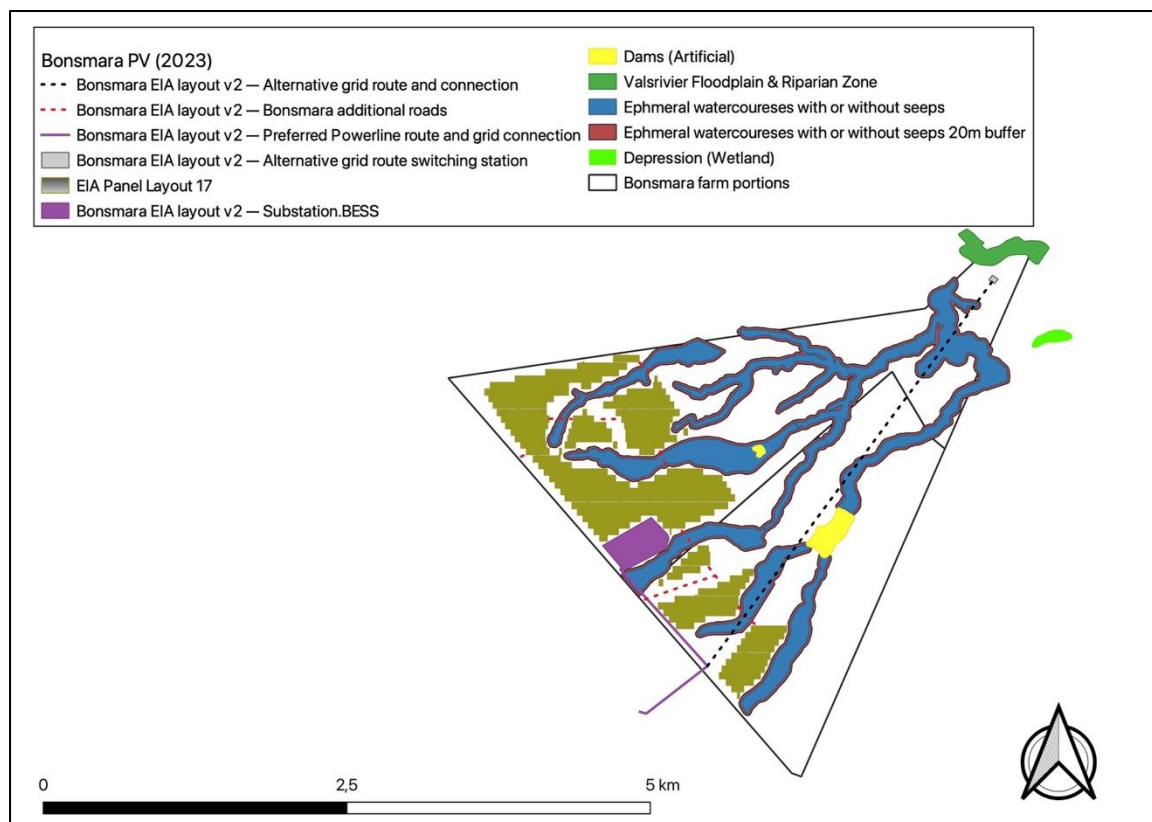 Bonsmara PV (2023)
Bonsmara EIA layout v2 — Alternative grid route and connection
Bonsmara EIA layout v2 — Bonsmara additional roads
Bonsmara EIA layout v2 — Preferred Powerline route and grid connection
Bonsmara EIA layout v2 — Alternative grid route switching station
EIA Panel Layout 17
Bonsmara EIA layout v2 — Substation.BESS
Dams (Artificial)
Valsrivier Floodplain & Riparian Zone
Ephmeral watercoureses with or without seeps
Ephmeral watercoureses with or without seeps 20m buffer
Depression (Wetland)
Bonsmara farm portions
0
2,5
5 km